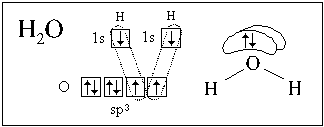 H₂O
H H
1s ↓ 1s ↓
O ↑↓ ↑↓ ↑ ↑
sp³
↑↓
O
H H